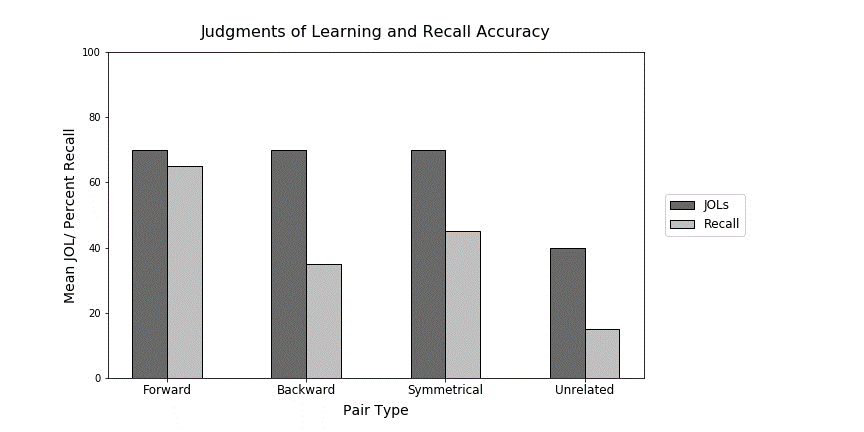 Judgments of Learning and Recall Accuracy
100
80
60
40
20
0
Mean JOL/ Percent Recall
Forward
Backward
Symmetrical
Unrelated
Pair Type
JOLs
Recall